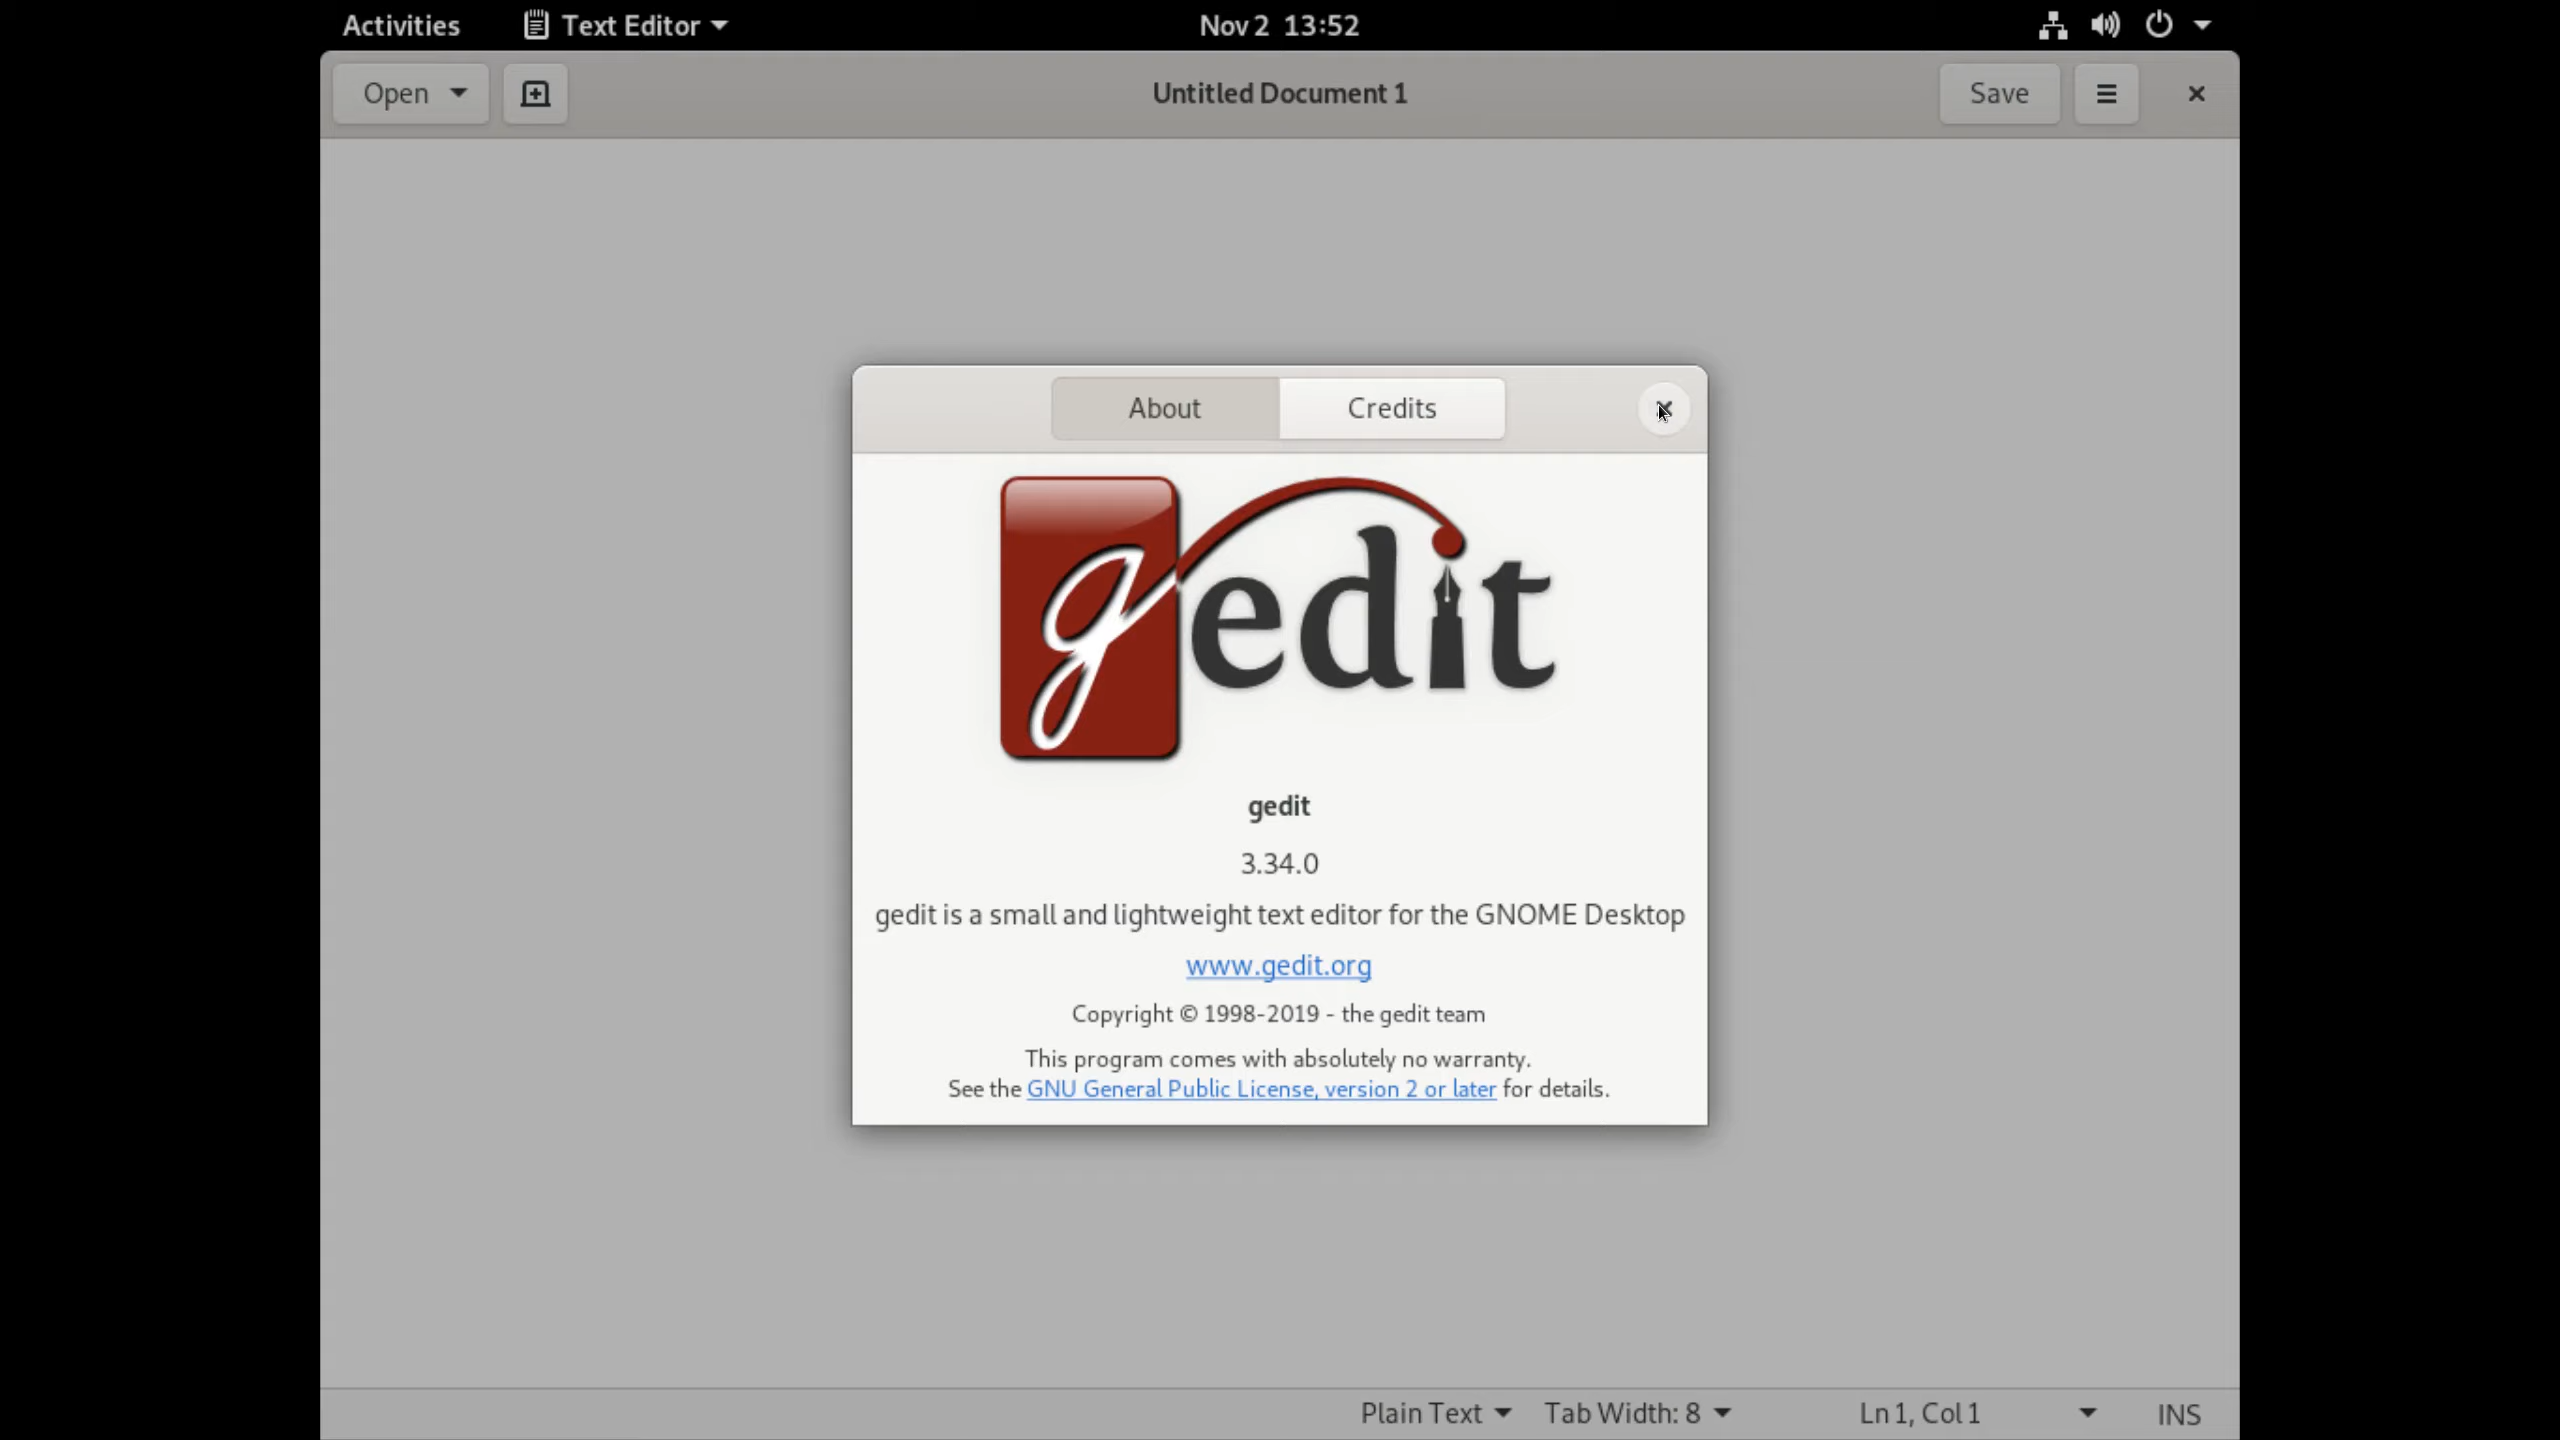 Activities
Text Editor
Nov 2 13:52
Open
Untitled Document 1
Save
About
Credits
gedit
gedit
3.34.0
gedit is a small and lightweight text editor for the GNOME Desktop
www.gedit.org
Copyright © 1998-2019 - the gedit team
This program comes with absolutely no warranty.
See the GNU General Public License, version 2 or later for details.
Plain Text
Tab Width: 8
Ln 1, Col 1
INS